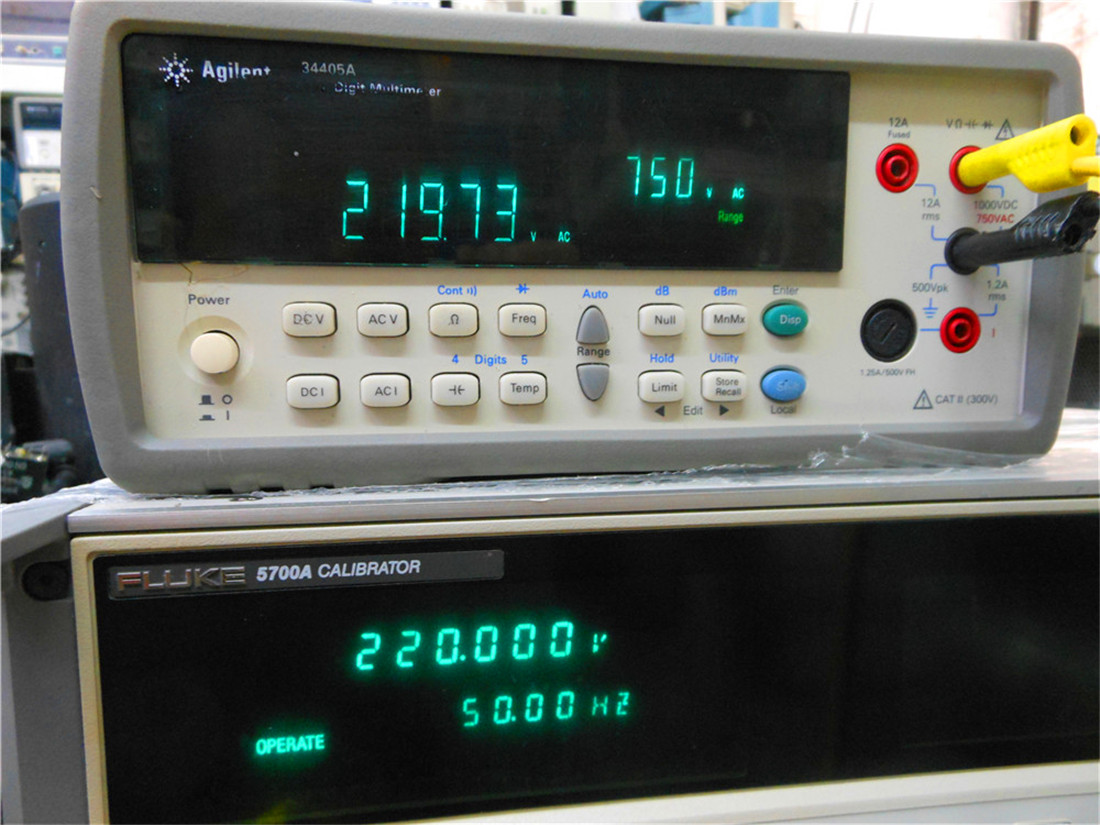 Agilent 34405A
Digit Multimeter
219.73 V AC
750 V AC
Range
12A
Fused
VΩ
12A
rms
1000VDC
750VAC
500Vpk
1.2A
rms
I
1.25A/500V FH
CAT II (300V)
Power
Cont
Auto
dB
dBm
Enter
DC V
AC V
Ω
Freq
Null
MnMx
Disp
4 Digits 5
Range
Hold
Utility
DC I
AC I
Temp
Limit
Store
Recall
Edit
Local
FLUKE 5700A CALIBRATOR
220.000 V
50.00 HZ
OPERATE